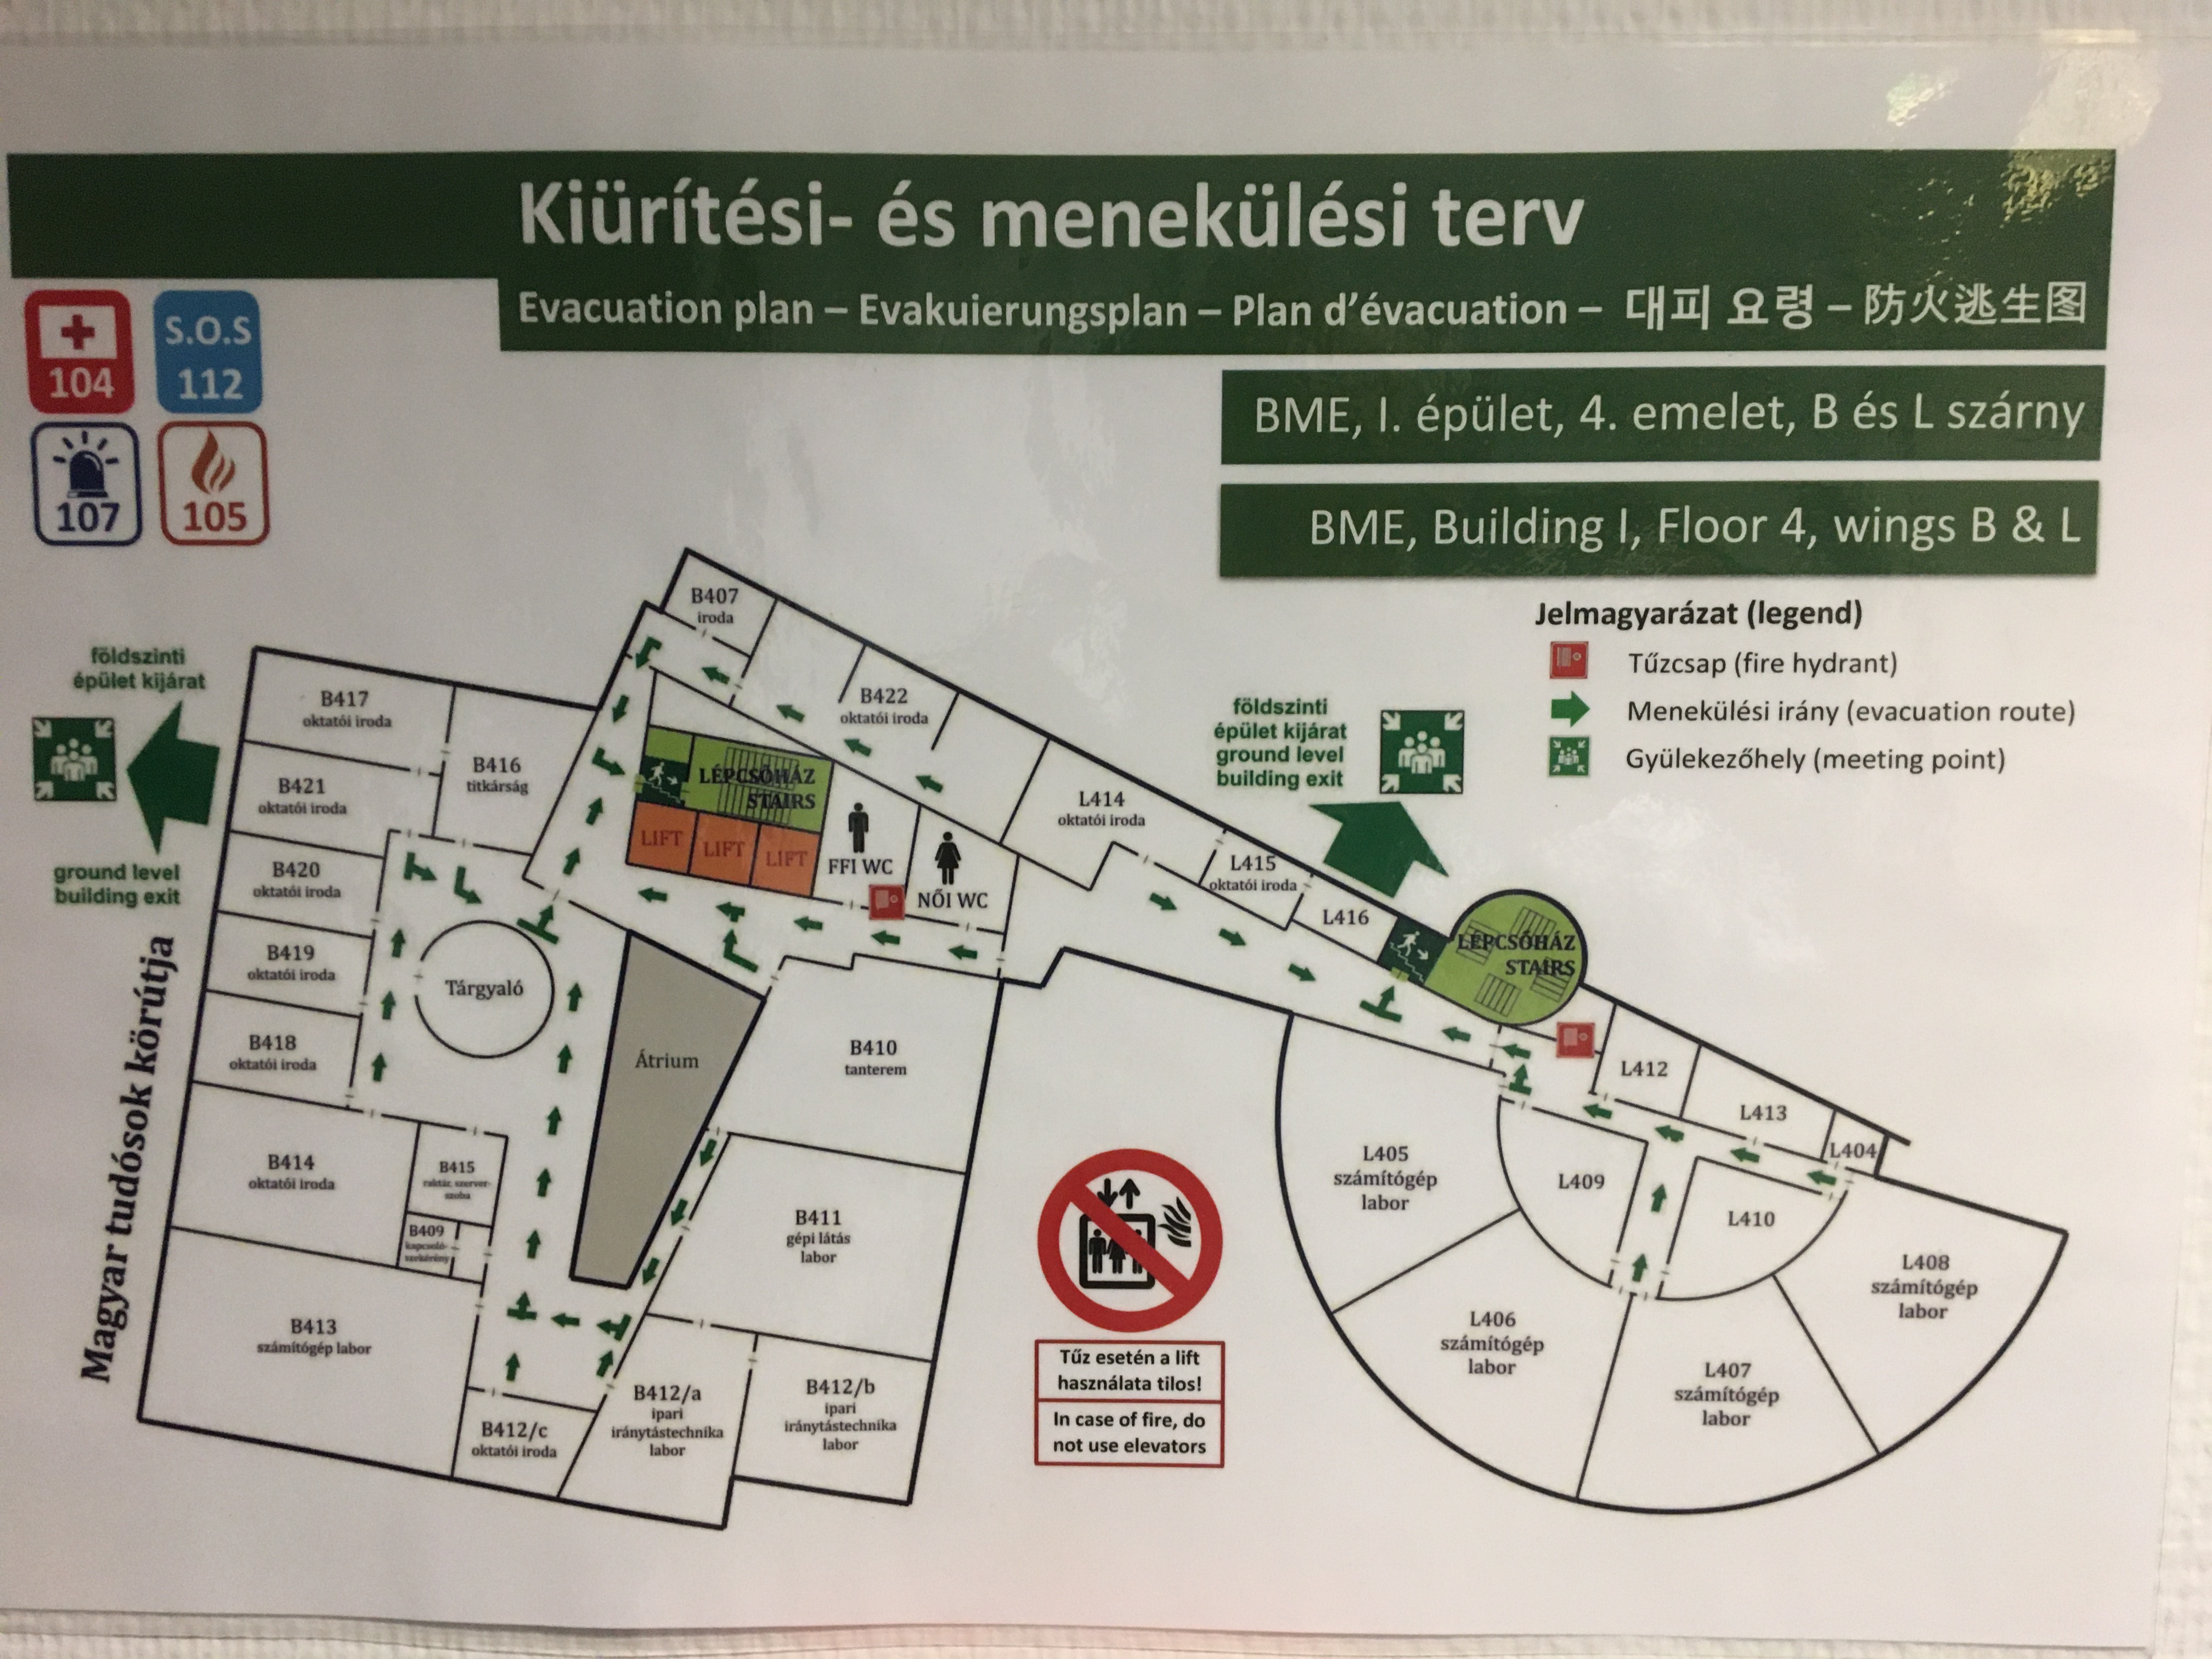 Kiürítési- és menekülési terv
Evacuation plan – Evakuierungsplan – Plan d’évacuation – 대피 요령 – 防火逃生图
104
S.O.S
112
107
105
BME, I. épület, 4. emelet, B és L szárny
BME, Building I, Floor 4, wings B & L
Jelmagyarázat (legend)
Tűzcsap (fire hydrant)
Menekülési irány (evacuation route)
Gyülekezőhely (meeting point)
földszinti
épület kijárat
ground level
building exit
Magyar tudósok körútja
földszinti
épület kijárat
ground level
building exit
B407
iroda
B417
oktatói iroda
B416
titkárság
B421
oktatói iroda
B420
oktatói iroda
B419
oktatói iroda
B418
oktatói iroda
B422
oktatói iroda
LÉPCSŐHÁZ
STAIRS
LIFT
LIFT
LIFT
FFI WC
NŐI WC
L414
oktatói iroda
L415
oktatói iroda
L416
LÉPCSŐHÁZ
STAIRS
Tárgyaló
Átrium
B410
tanterem
B414
oktatói iroda
B415
raktár, szerver-
szoba
B409
kapcsoló-
szekrény
B411
gépi látás
labor
B413
számítógép labor
B412/c
oktatói iroda
B412/a
ipari
iránytástechnika
labor
B412/b
ipari
iránytástechnika
labor
L412
L413
L404
L405
számítógép
labor
L409
L410
L406
számítógép
labor
L407
számítógép
labor
L408
számítógép
labor
Tűz esetén a lift
használata tilos!
In case of fire, do
not use elevators